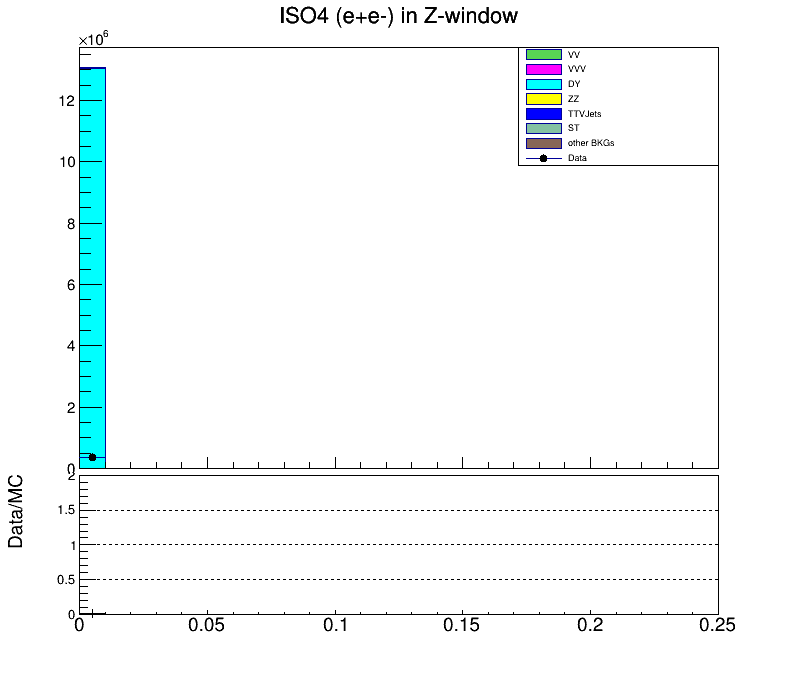 ISO4 (e+e-) in Z-window
×10⁶
VV
VVV
DY
ZZ
TTVJets
ST
other BKGs
Data
12
10
8
6
4
2
0
Data/MC
2
1.5
1
0.5
0
0 0.05 0.1 0.15 0.2 0.25